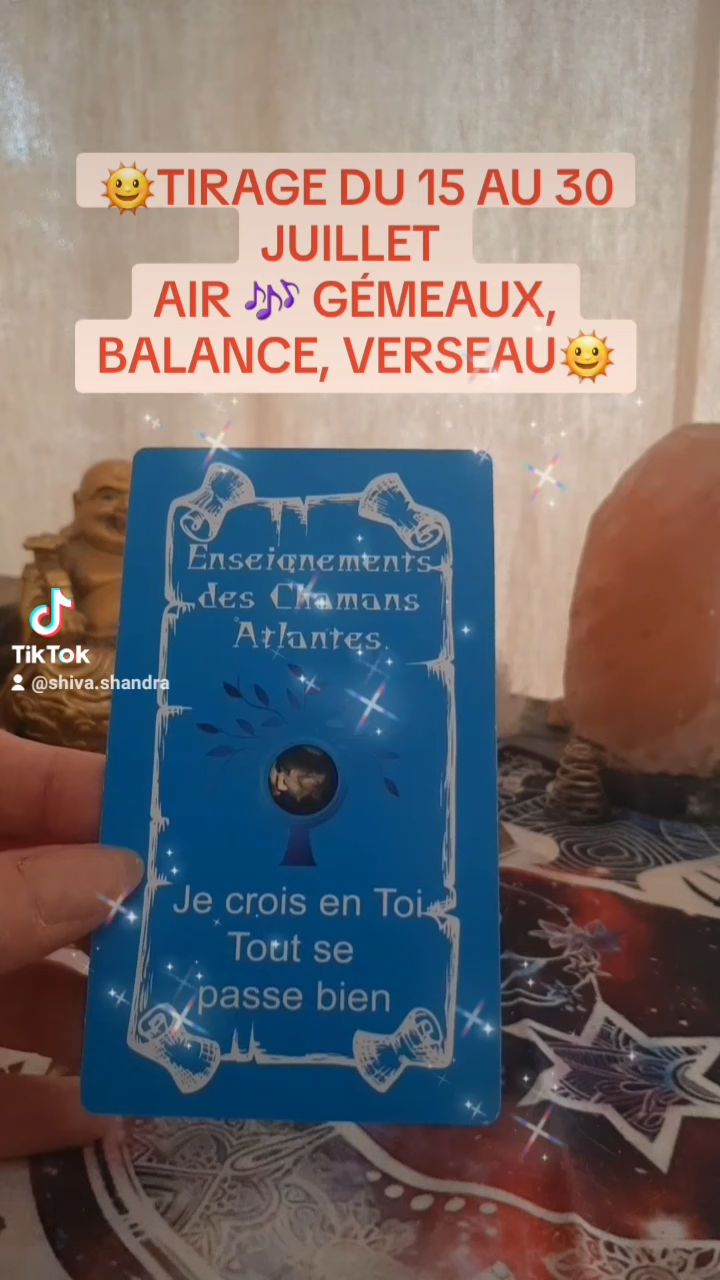 🌞TIRAGE DU 15 AU 30
JUILLET
AIR 🎶 GÉMEAUX,
BALANCE, VERSEAU🌞
Enseignements
des Chamans
Atlantes
TikTok
@shiva.shandra
Je crois en Toi
Tout se
passe bien